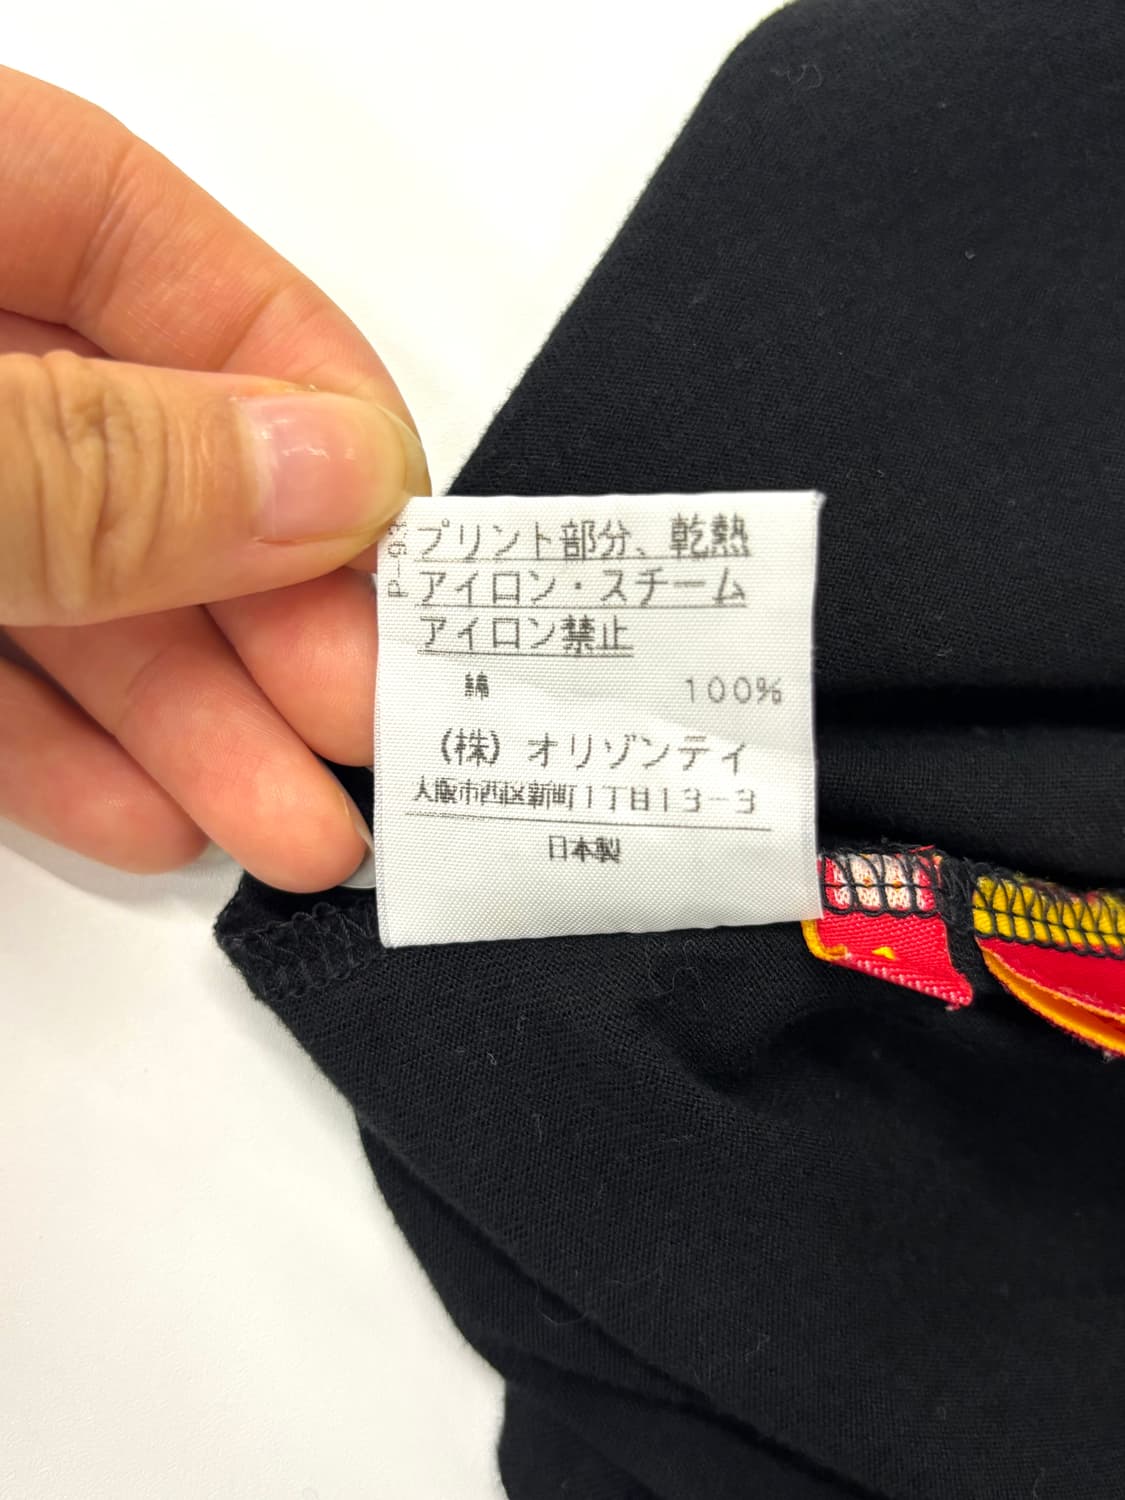 プリント部分、乾熱
アイロン・スチーム
アイロン禁止
綿 100%
(株) オリゾンティ
大阪市西区新町1丁目13-3
日本製